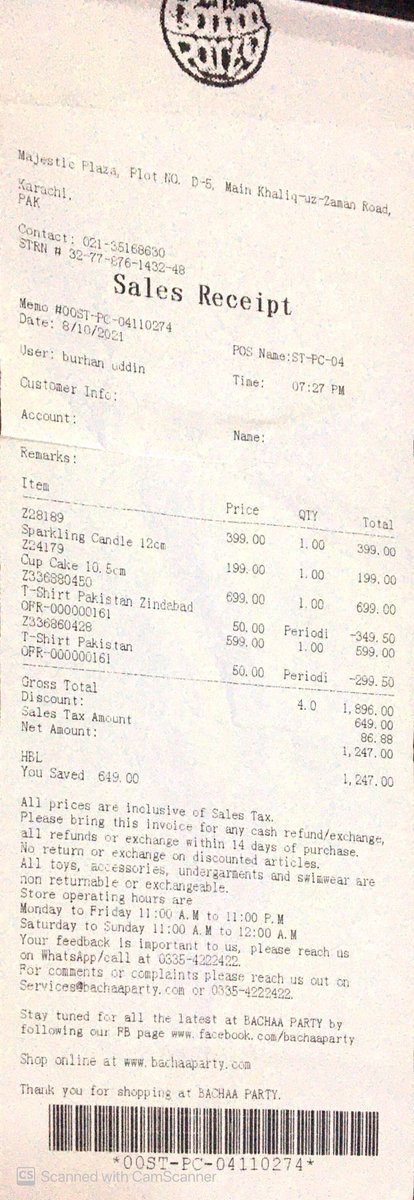 Party
Majestic Plaza, Plot NO. D-5, Main Khaliq-uz-Zaman Road,
Karachi,
PAK
Contact: 021-35168630
STRN # 32-77-876-1432-48
Sales Receipt
Memo #00ST-PC-04110274
Date: 8/10/2021
POS Name:ST-PC-04
User: burhan uddin
Time: 07:27 PM
Customer Info:
Account:
Name:
Remarks:
Item Price QTY Total
Z28189
Sparkling Candle 12cm 399.00 1.00 399.00
Z24179
Cup Cake 10.5cm 199.00 1.00 199.00
Z336880450
T-Shirt Pakistan Zindabad 699.00 1.00 699.00
OFR-000000161 50.00 Periodi -349.50
Z336860428
T-Shirt Pakistan 599.00 1.00 599.00
OFR-000000161 50.00 Periodi -299.50
Gross Total 4.0 1,896.00
Discount: 649.00
Sales Tax Amount 86.88
Net Amount: 1,247.00
HBL 1,247.00
You Saved 649.00
All prices are inclusive of Sales Tax.
Please bring this invoice for any cash refund/exchange,
all refunds or exchange within 14 days of purchase.
No return or exchange on discounted articles.
All toys, accessories, undergarments and swimwear are
non returnable or exchangeable.
Store operating hours are
Monday to Friday 11:00 A.M to 11:00 P.M
Saturday to Sunday 11:00 A.M to 12:00 A.M
Your feedback is important to us, please reach us
on WhatsApp/call at 0335-4222422.
For comments or complaints please reach us out on
Services@bachaaparty.com or 0335-4222422.
Stay tuned for all the latest at BACHAA PARTY by
following our FB page www.facebook.com/bachaaparty
Shop online at www.bachaaparty.com
Thank you for shopping at BACHAA PARTY.
*00ST-PC-04110274*
CS Scanned with CamScanner